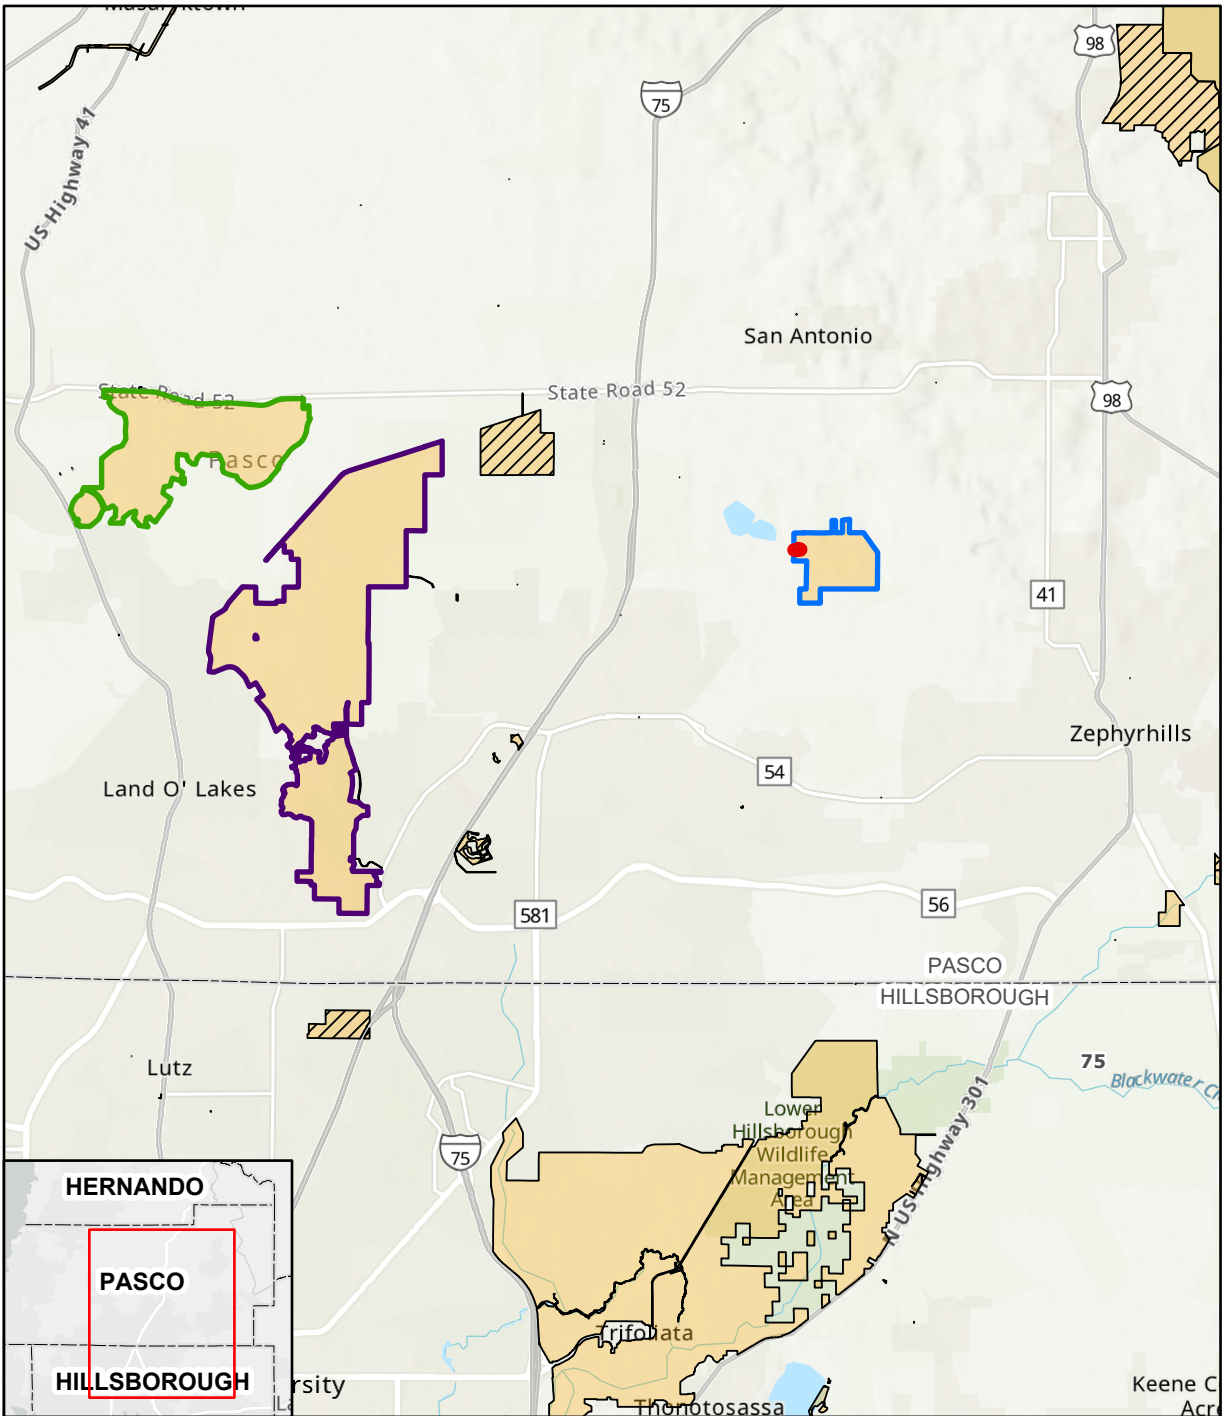 98
75
US Highway 41
San Antonio
State Road 52
State Road 52
98
Pasco
41
Zephyrhills
54
Land O' Lakes
56
581
PASCO
HILLSBOROUGH
75
Lutz
Blackwater
N US Highway 301
Lower
Hillsborough
Wildlife
Management
Area
75
HERNANDO
PASCO
Trifoliata
HILLSBOROUGH
rsity
Keene
Thonotosassa